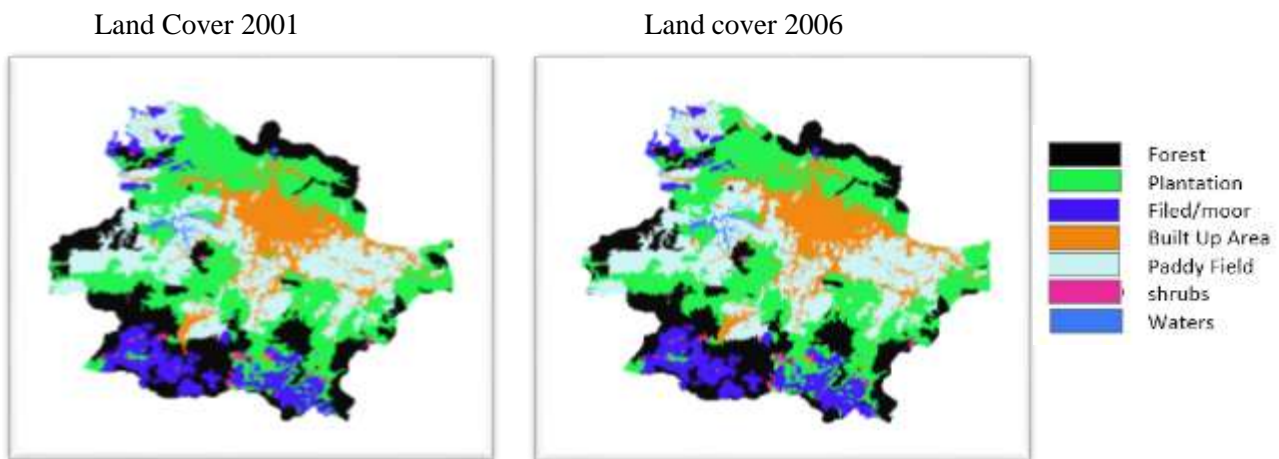 Land Cover 2001
Land cover 2006
Forest
Plantation
Filed/moor
Built Up Area
Paddy Field
shrubs
Waters